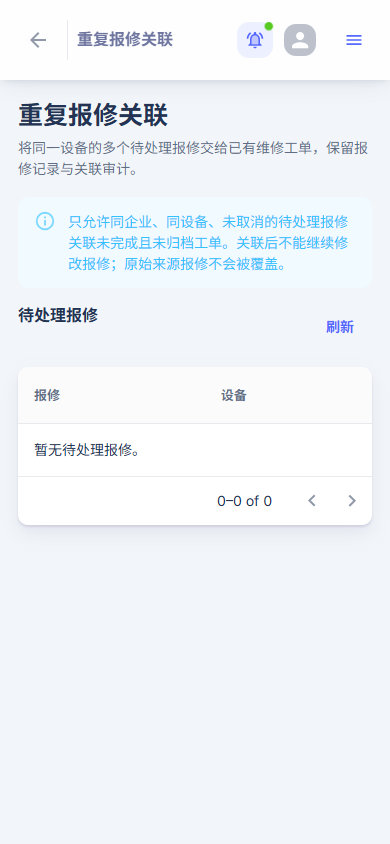 重复报修关联
重复报修关联
将同一设备的多个待处理报修交给已有维修工单，保留报
修记录与关联审计。
只允许同企业、同设备、未取消的待处理报修
关联未完成且未归档工单。关联后不能继续修
改报修；原始来源报修不会被覆盖。
待处理报修
刷新
报修 设备
暂无待处理报修。
0–0 of 0